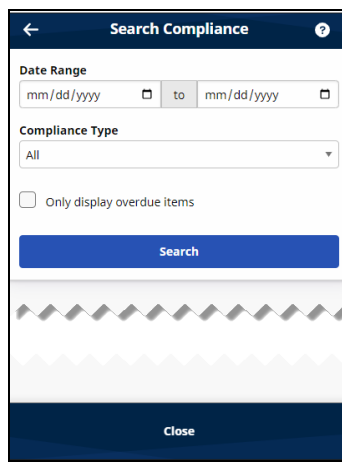 Search Compliance ?
Date Range
mm/dd/yyyy to mm/dd/yyyy
Compliance Type
All
Only display overdue items
Search
Close